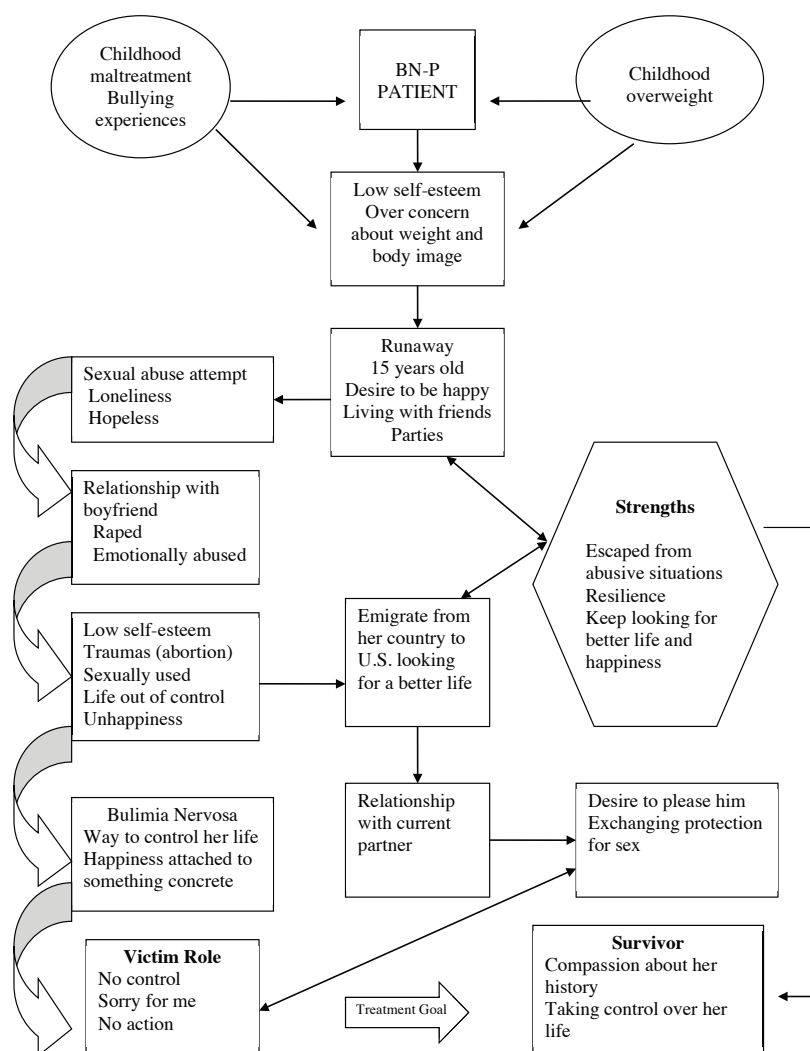 Childhood
maltreatment
Bullying
experiences
BN-P
PATIENT
Childhood
overweight
Low self-esteem
Over concern
about weight and
body image
Runaway
15 years old
Desire to be happy
Living with friends
Parties
Sexual abuse attempt
Loneliness
Hopeless
Relationship with
boyfriend
Raped
Emotionally abused
Strengths
Escaped from
abusive situations
Resilience
Keep looking for
better life and
happiness
Low self-esteem
Traumas (abortion)
Sexually used
Life out of control
Unhappiness
Emigrate from
her country to
U.S. looking
for a better life
Bulimia Nervosa
Way to control her life
Happiness attached to
something concrete
Relationship
with current
partner
Desire to please him
Exchanging protection
for sex
Victim Role
No control
Sorry for me
No action
Treatment Goal
Survivor
Compassion about her
history
Taking control over her
life